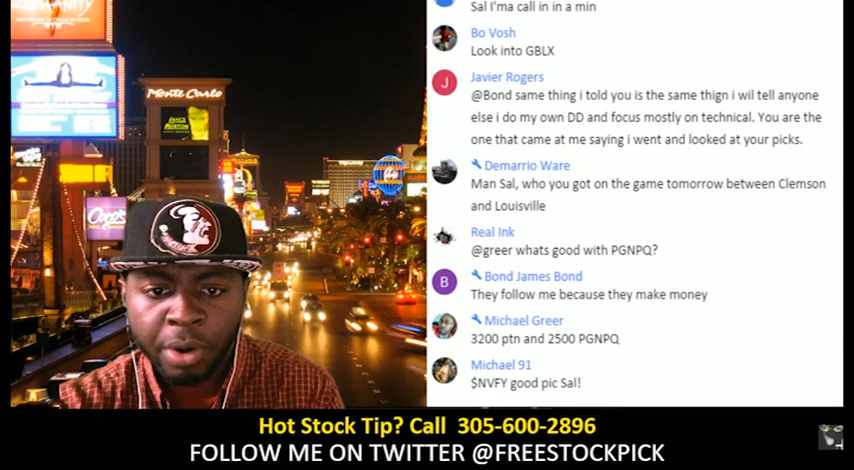 Monte Carlo
LANCE
BURTON
Sal I'ma call in in a min
Bo Vosh
Look into GBLX
J
Javier Rogers
@Bond same thing i told you is the same thign i wil tell anyone
else i do my own DD and focus mostly on technical. You are the
one that came at me saying i went and looked at your picks.
Demarrio Ware
Man Sal, who you got on the game tomorrow between Clemson
and Louisville
Real Ink
@greer whats good with PGNPQ?
B
Bond James Bond
They follow me because they make money
Michael Greer
3200 ptn and 2500 PGNPQ
Michael 91
$NVFY good pic Sal!
Hot Stock Tip? Call 305-600-2896
FOLLOW ME ON TWITTER @FREESTOCKPICK